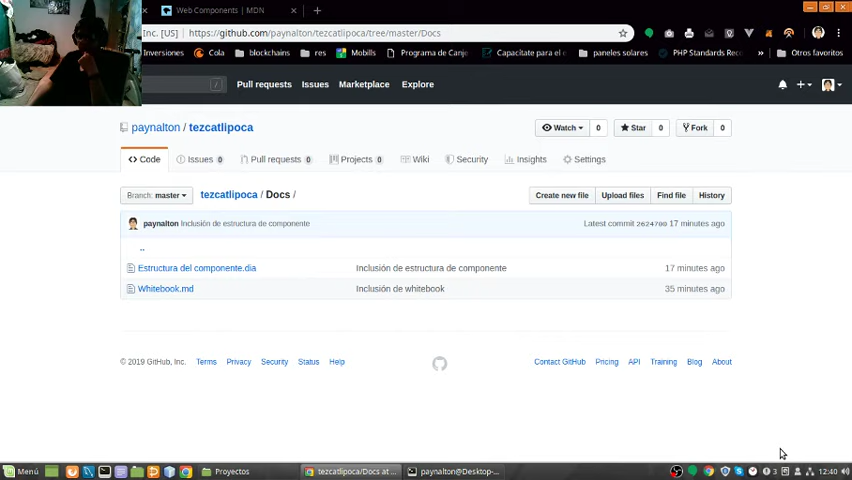 Web Components | MDN
Inc. [US] | https://github.com/paynalton/tezcatlipoca/tree/master/Docs
Inversiones Cola blockchains res Mobills Programa de Canje Capacitate para el paneles solares PHP Standards Rec Otros favoritos
/ Pull requests Issues Marketplace Explore
paynalton / tezcatlipoca Watch 0 Star 0 Fork 0
Code Issues 0 Pull requests 0 Projects 0 Wiki Security Insights Settings
Branch: master tezcatlipoca / Docs / Create new file Upload files Find file History
paynalton Inclusión de estructura de componente Latest commit 2624700 17 minutes ago
..
Estructura del componente.dia Inclusión de estructura de componente 17 minutes ago
Whitebook.md Inclusión de whitebook 35 minutes ago
© 2019 GitHub, Inc. Terms Privacy Security Status Help Contact GitHub Pricing API Training Blog About
Menú Proyectos tezcatlipoca/Docs at ... paynalton@Desktop-... 3 12:40